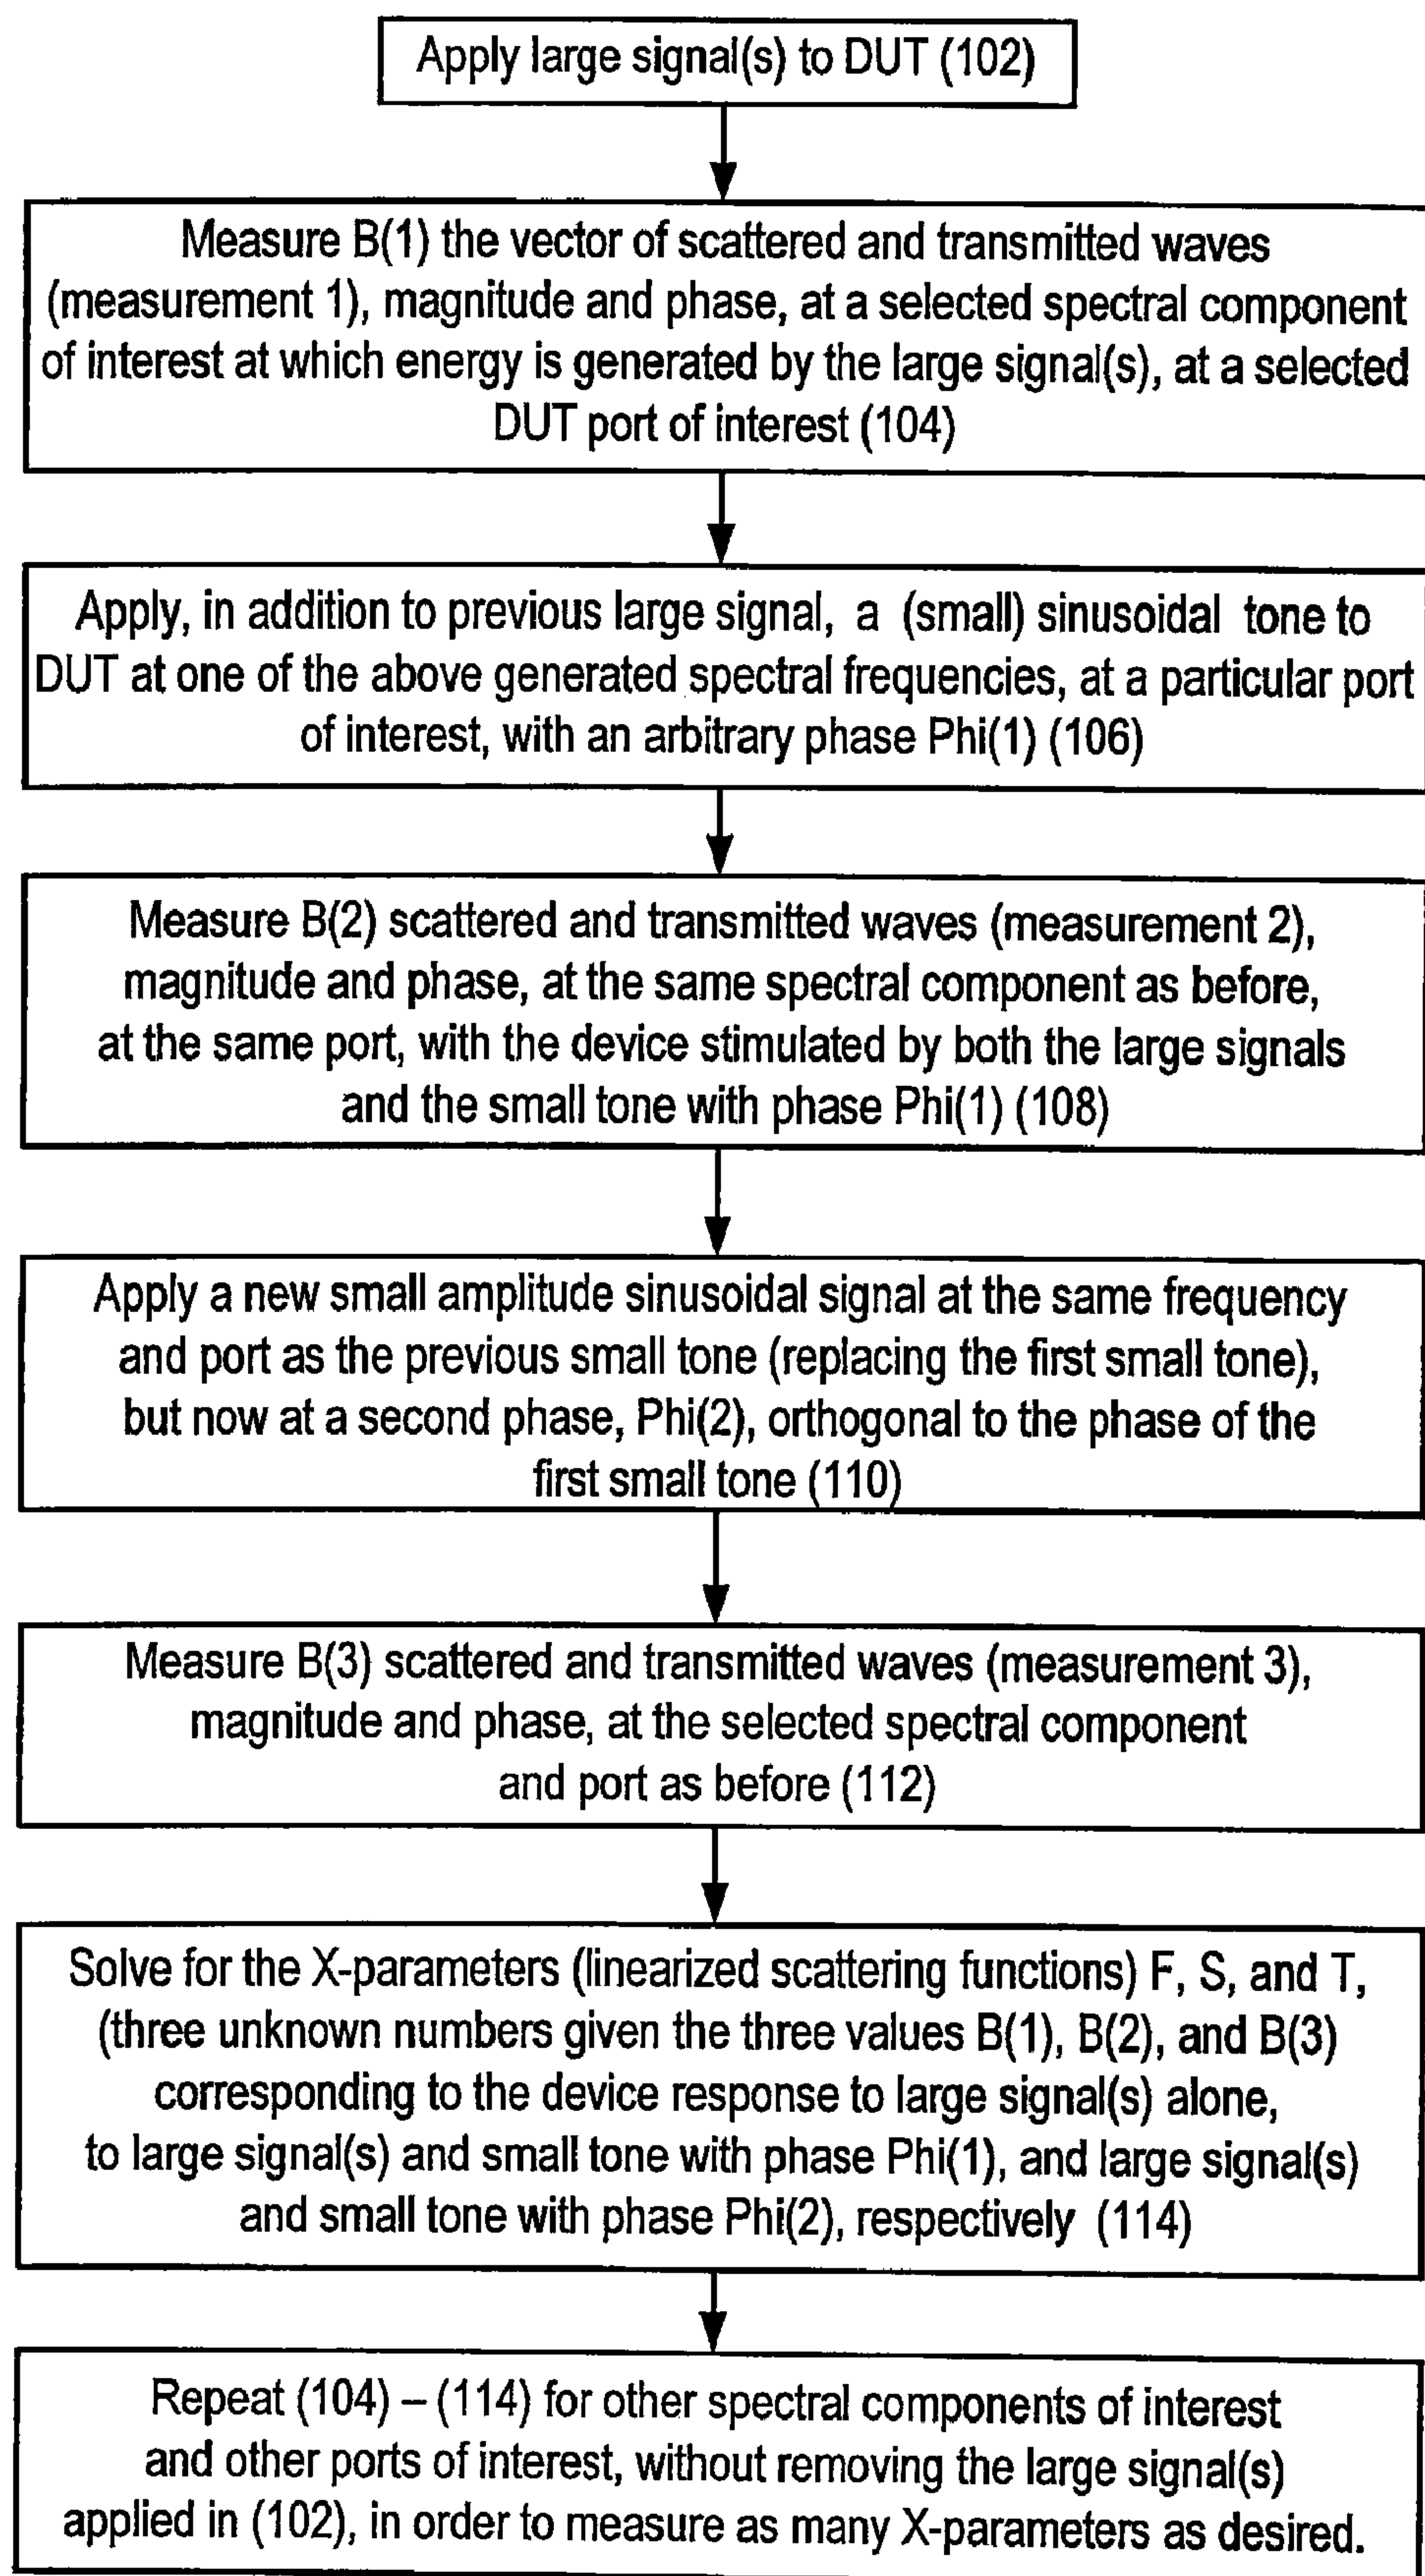 Apply large signal(s) to DUT (102)
Measure B(1) the vector of scattered and transmitted waves
(measurement 1), magnitude and phase, at a selected spectral component
of interest at which energy is generated by the large signal(s), at a selected
DUT port of interest (104)
Apply, in addition to previous large signal, a (small) sinusoidal tone to
DUT at one of the above generated spectral frequencies, at a particular port
of interest, with an arbitrary phase Phi(1) (106)
Measure B(2) scattered and transmitted waves (measurement 2),
magnitude and phase, at the same spectral component as before,
at the same port, with the device stimulated by both the large signals
and the small tone with phase Phi(1) (108)
Apply a new small amplitude sinusoidal signal at the same frequency
and port as the previous small tone (replacing the first small tone),
but now at a second phase, Phi(2), orthogonal to the phase of the
first small tone (110)
Measure B(3) scattered and transmitted waves (measurement 3),
magnitude and phase, at the selected spectral component
and port as before (112)
Solve for the X-parameters (linearized scattering functions) F, S, and T,
(three unknown numbers given the three values B(1), B(2), and B(3)
corresponding to the device response to large signal(s) alone,
to large signal(s) and small tone with phase Phi(1), and large signal(s)
and small tone with phase Phi(2), respectively (114)
Repeat (104) – (114) for other spectral components of interest
and other ports of interest, without removing the large signal(s)
applied in (102), in order to measure as many X-parameters as desired.